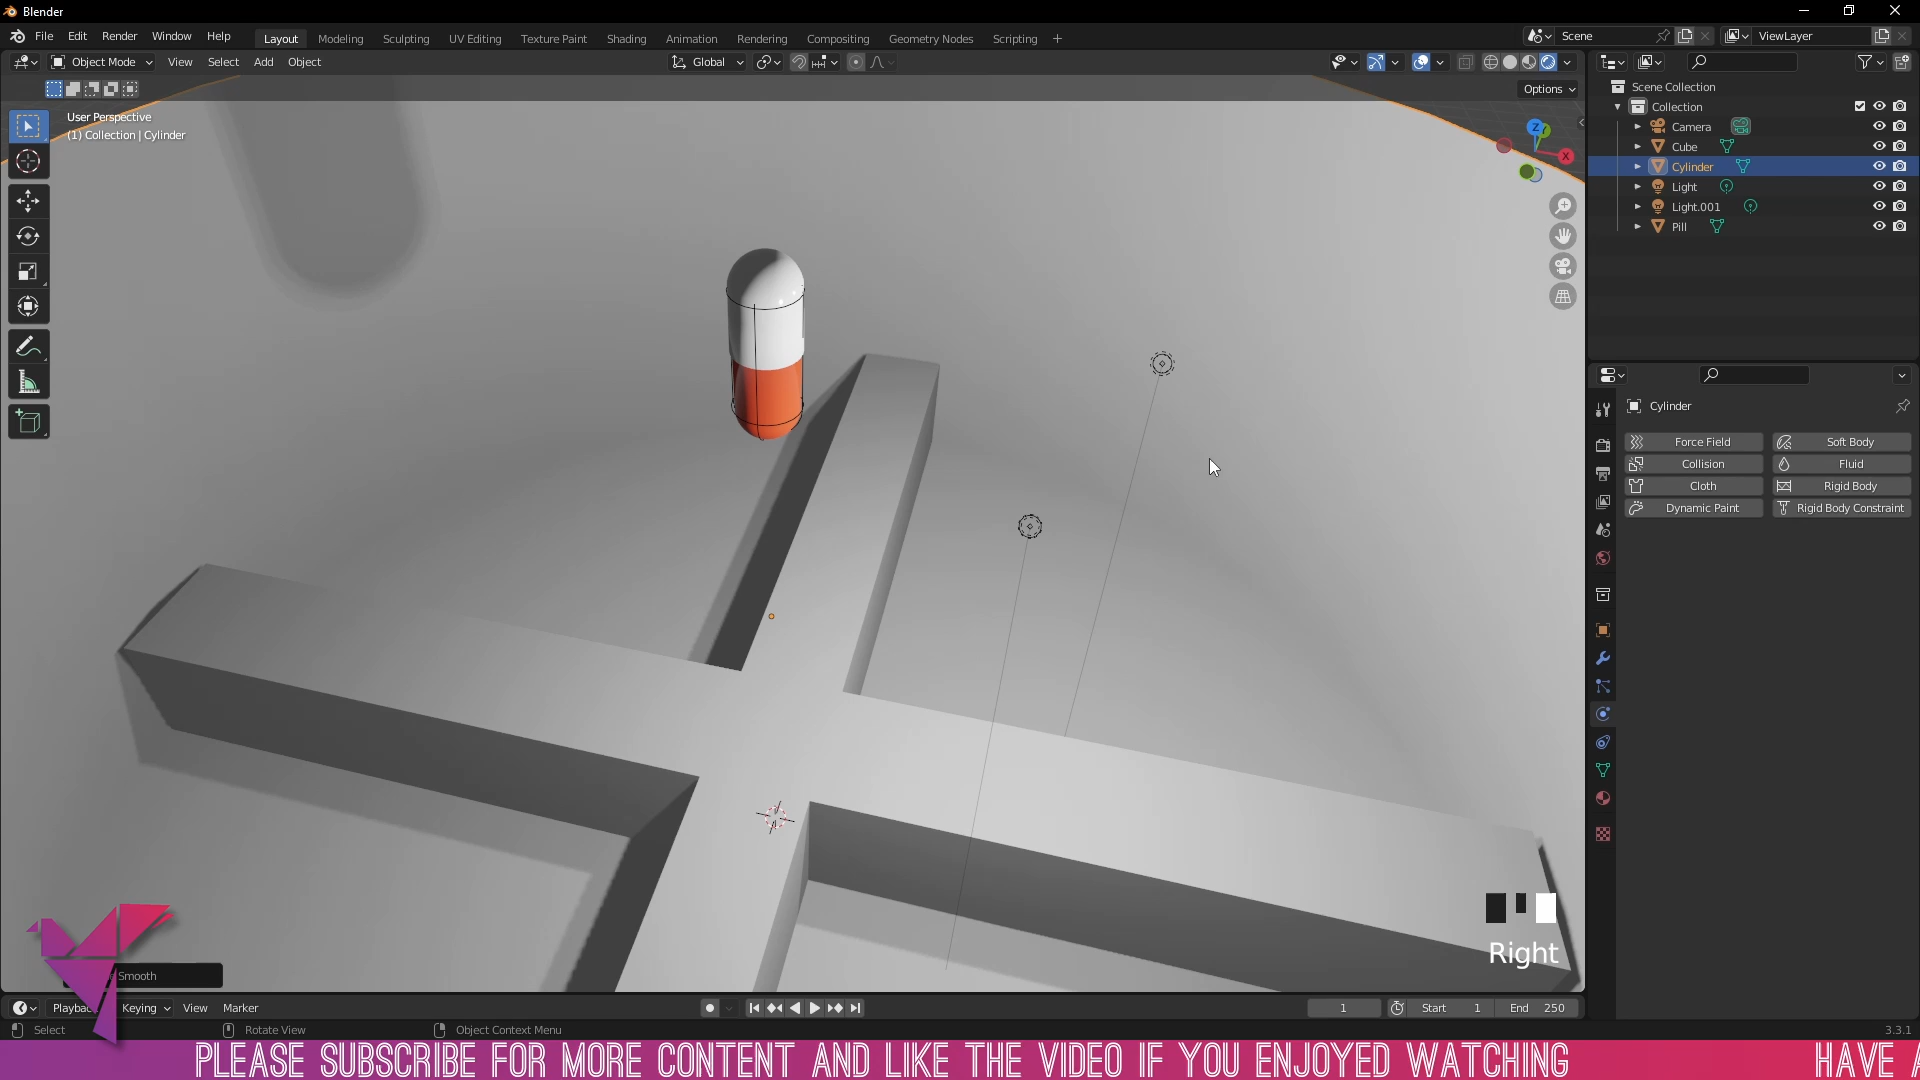 Blender
File Edit Render Window Help
Layout Modeling Sculpting UV Editing Texture Paint Shading Animation Rendering Compositing Geometry Nodes Scripting +
Scene
ViewLayer
Object Mode View Select Add Object
Global
Options
User Perspective
(1) Collection | Cylinder
Z
Y
X
Scene Collection
Collection
Camera
Cube
Cylinder
Light
Light.001
Pill
Cylinder
Force Field Soft Body
Collision Fluid
Cloth Rigid Body
Dynamic Paint Rigid Body Constraint
Right
Smooth
Playbac Keying View Marker
1 Start 1 End 250
Select Rotate View Object Context Menu
3.3.1
PLEASE SUBSCRIBE FOR MORE CONTENT AND LIKE THE VIDEO IF YOU ENJOYED WATCHING HAVE A